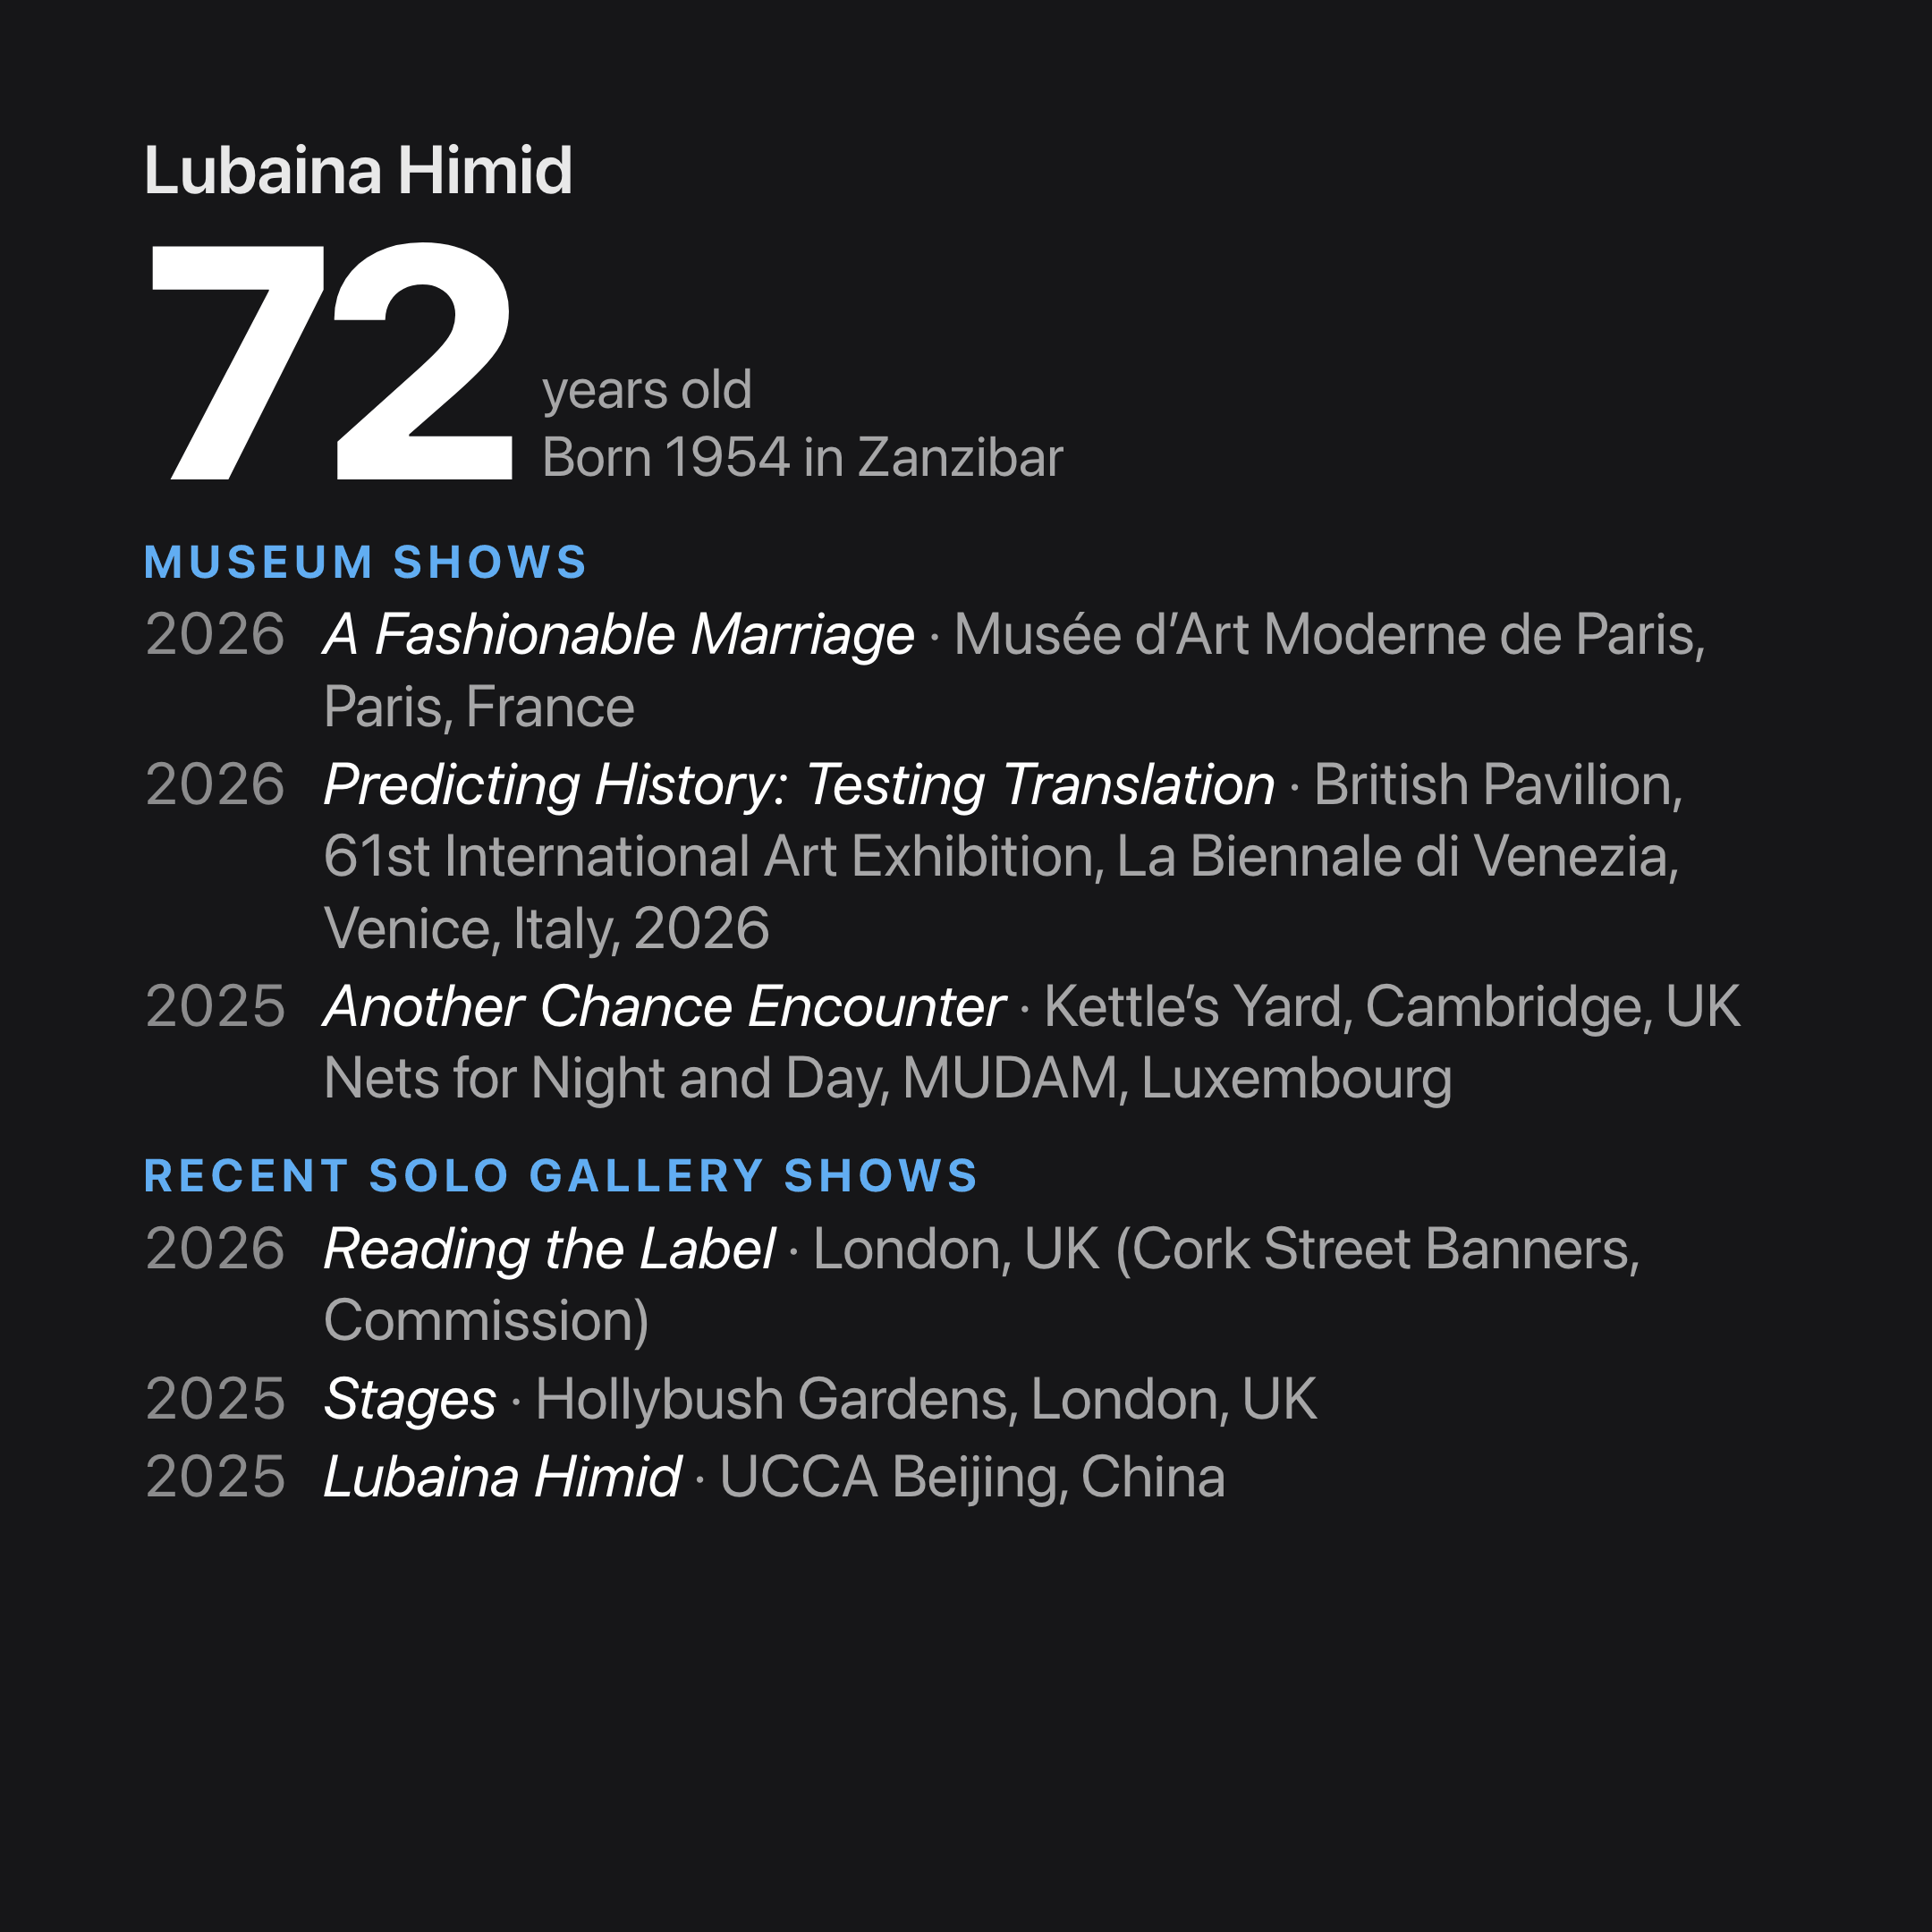 Lubaina Himid
72
years old
Born 1954 in Zanzibar
MUSEUM SHOWS
2026 A Fashionable Marriage · Musée d’Art Moderne de Paris,
Paris, France
2026 Predicting History: Testing Translation · British Pavilion,
61st International Art Exhibition, La Biennale di Venezia,
Venice, Italy, 2026
2025 Another Chance Encounter · Kettle’s Yard, Cambridge, UK
Nets for Night and Day, MUDAM, Luxembourg
RECENT SOLO GALLERY SHOWS
2026 Reading the Label · London, UK (Cork Street Banners,
Commission)
2025 Stages · Hollybush Gardens, London, UK
2025 Lubaina Himid · UCCA Beijing, China